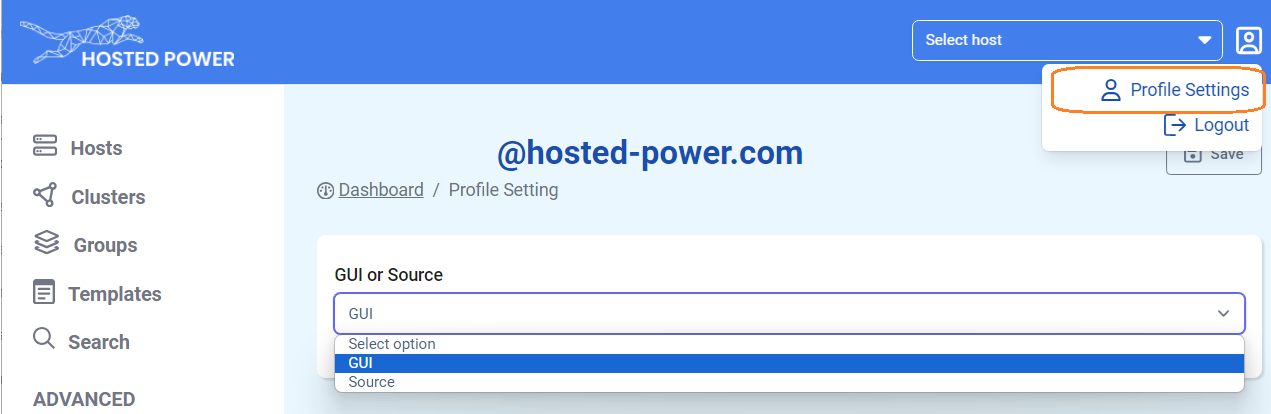 HOSTED POWER
Select host
Profile Settings
Logout
Save
Hosts
Clusters
Groups
Templates
Search
ADVANCED
@hosted-power.com
Dashboard / Profile Setting
GUI or Source
GUI
Select option
GUI
Source